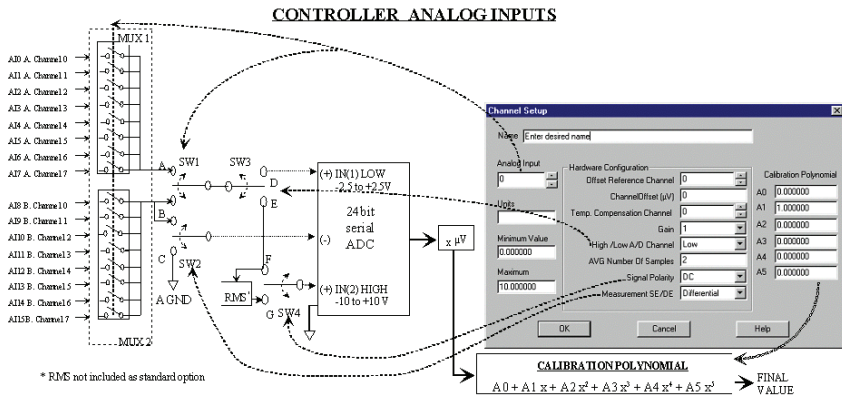 CONTROLLER ANALOG INPUTS
MUX 1
AI0 A. Channel 0
AI1 A. Channel 1
AI2 A. Channel 2
AI3 A. Channel 3
AI4 A. Channel 4
AI5 A. Channel 5
AI6 A. Channel 6
AI7 A. Channel 7
AI8 B. Channel 0
AI9 B. Channel 1
AI10 B. Channel 2
AI11 B. Channel 3
AI12 B. Channel 4
AI13 B. Channel 5
AI14 B. Channel 6
AI15 B. Channel 7
MUX 2
A
SW1
SW3
B
C
SW2
A GND
D
E
F
RMS*
G
SW4
(+) IN(1) LOW
-2.5 to +2.5V
24 bit
serial
ADC
(-)
(+) IN(2) HIGH
-10 to +10 V
x µV
Channel Setup
Name Enter desired name
Analog Input
0
Units
Minimum Value
0.000000
Maximum
10.000000
Hardware Configuration
Offset Reference Channel 0
ChannelOffset (µV) 0
Temp. Compensation Channel 0
Gain 1
High /Low A/D Channel Low
AVG Number Of Samples 2
Signal Polarity DC
Measurement SE/DE Differential
Calibration Polynomial
A0 0.000000
A1 1.000000
A2 0.000000
A3 0.000000
A4 0.000000
A5 0.000000
OK
Cancel
Help
CALIBRATION POLYNOMIAL
A0 + A1 x + A2 x² + A3 x³ + A4 x⁴ + A5 x⁵
FINAL
VALUE
* RMS not included as standard option